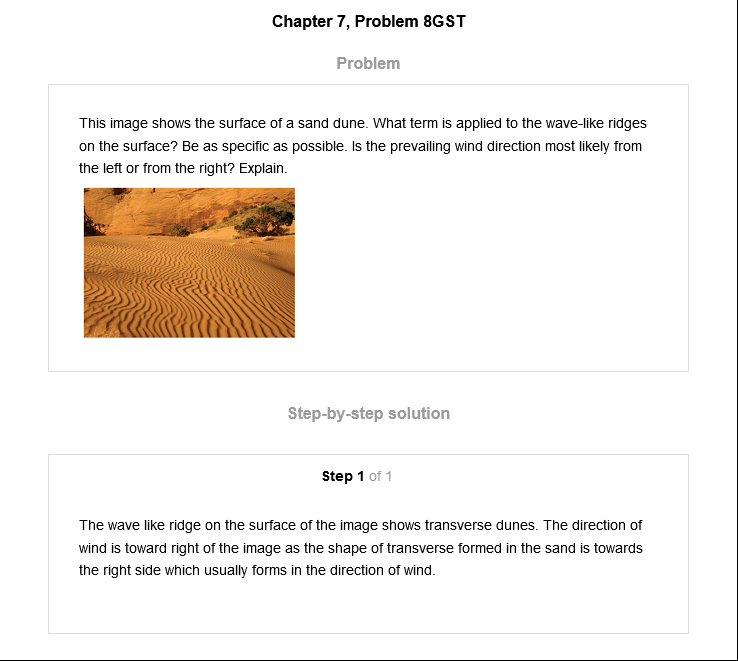 Chapter 7, Problem 8GST
Problem
This image shows the surface of a sand dune. What term is applied to the wave-like ridges
on the surface? Be as specific as possible. Is the prevailing wind direction most likely from
the left or from the right? Explain.
Step-by-step solution
Step 1 of 1
The wave like ridge on the surface of the image shows transverse dunes. The direction of
wind is toward right of the image as the shape of transverse formed in the sand is towards
the right side which usually forms in the direction of wind.